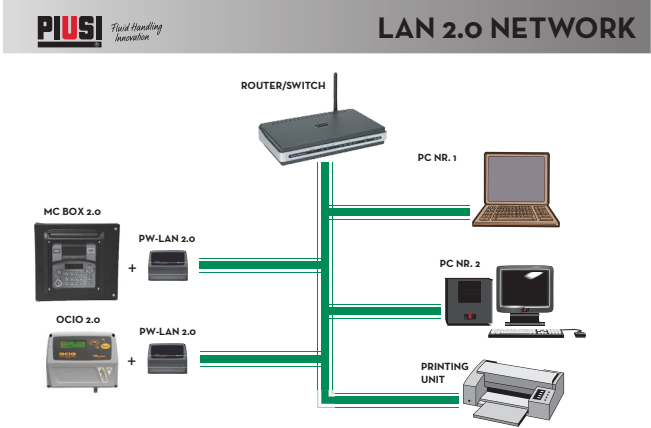 PIUSI
Fluid Handling
Innovation
LAN 2.0 NETWORK
ROUTER/SWITCH
PC NR. 1
MC BOX 2.0
PW-LAN 2.0
+
PC NR. 2
OCIO 2.0
PW-LAN 2.0
OCIO
+
PRINTING
UNIT